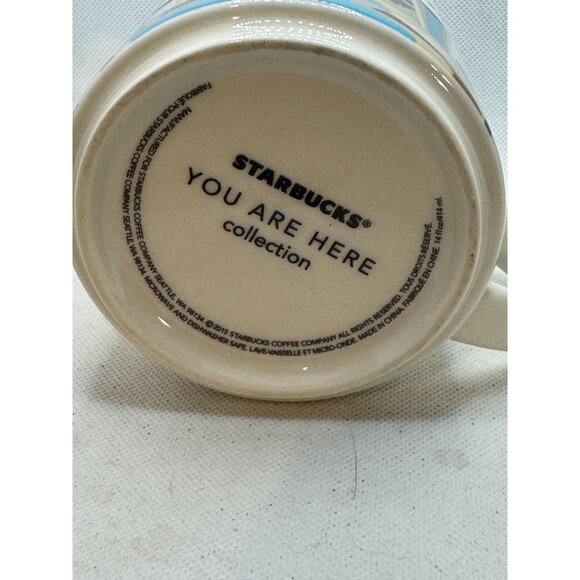 STARBUCKS®
YOU ARE HERE
collection
MANUFACTURED FOR STARBUCKS COFFEE COMPANY SEATTLE, WA 98134. ©2015 STARBUCKS COFFEE COMPANY ALL RIGHTS RESERVED. TOUS DROITS RÉSERVÉ.
FABRIQUÉ POUR STARBUCKS COFFEE COMPANY SEATTLE, WA 98134. MICROWAVE AND DISHWASHER SAFE. LAVE-VAISSELLE ET MICRO-ONDE. MADE IN CHINA. FABRIQUÉ EN CHINE. 14 fl oz/414 ml.